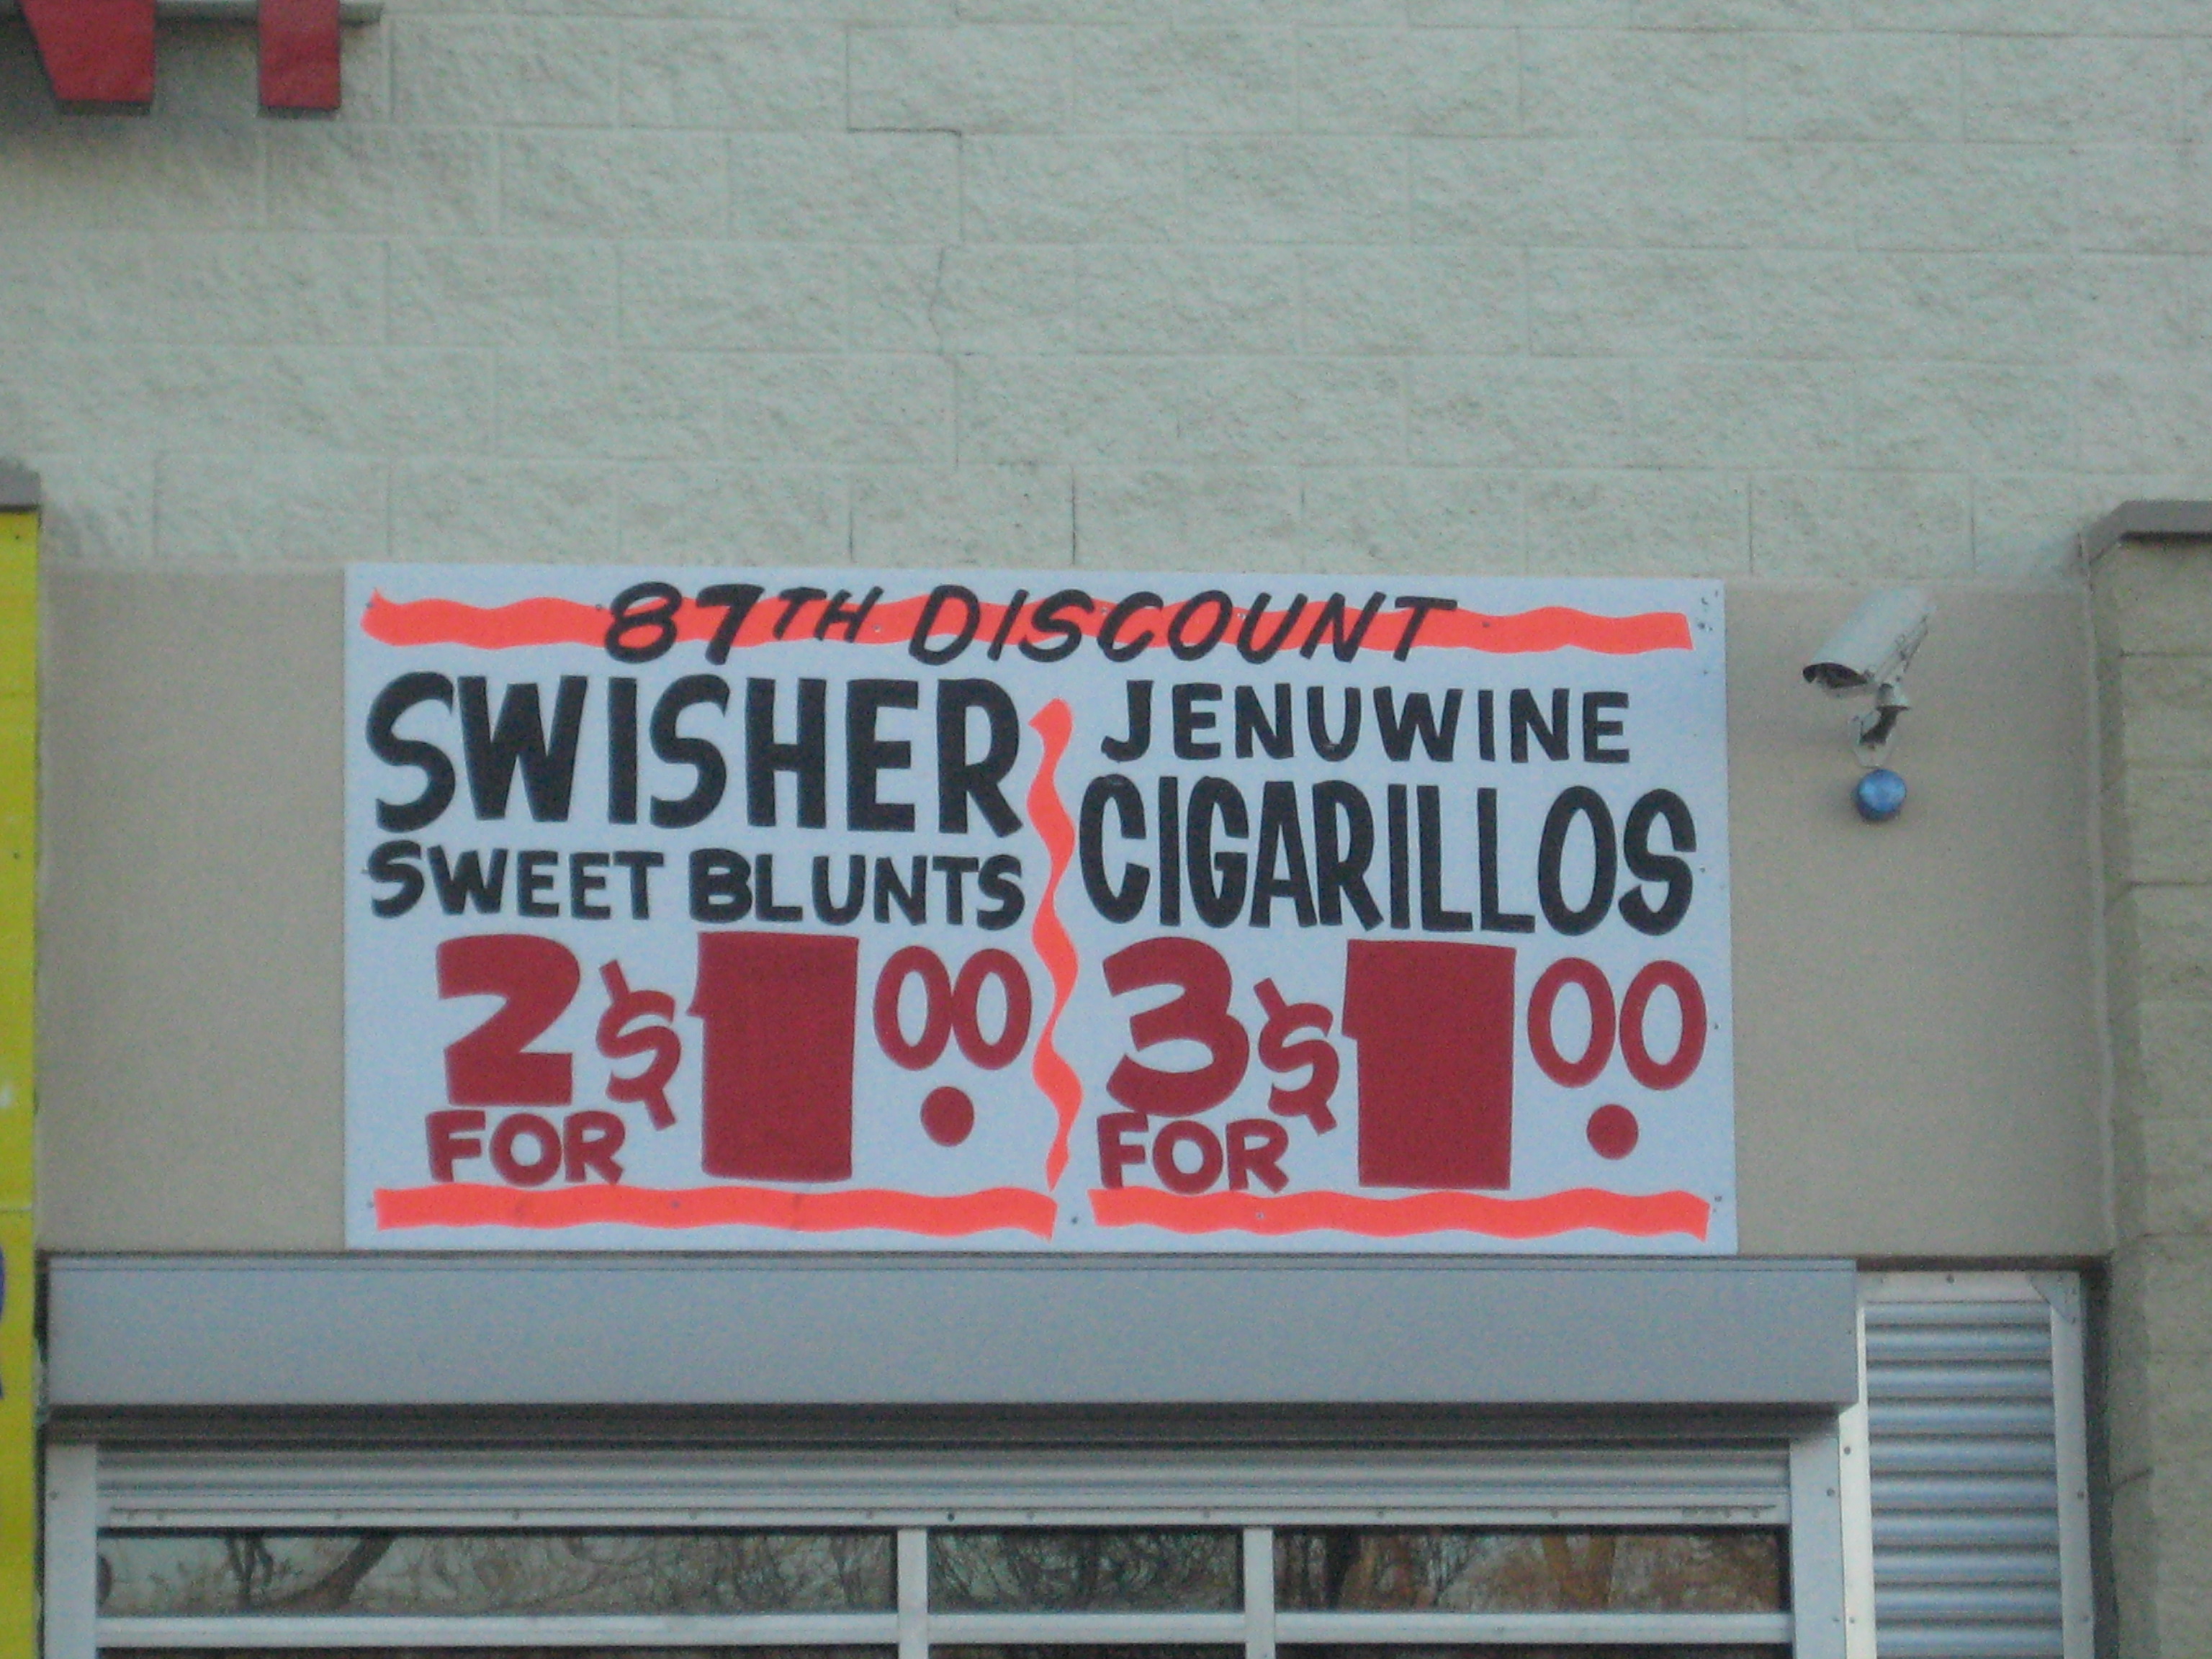 87TH DISCOUNT
SWISHER
SWEET BLUNTS
2 FOR $1.00
JENUWINE
CIGARILLOS
3 FOR $1.00